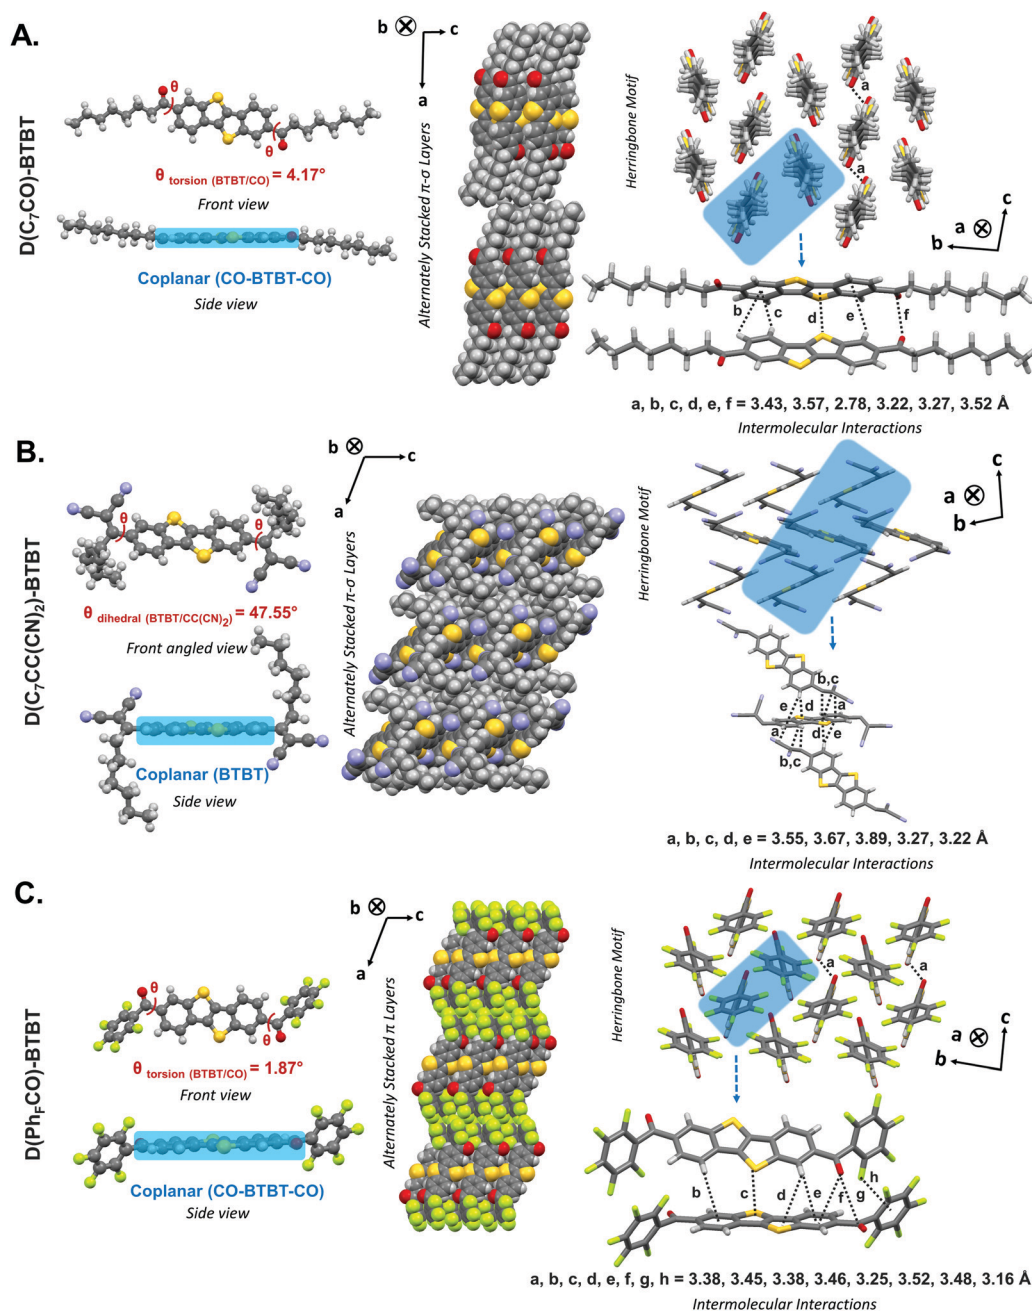 A.
D(C₇CO)-BTBT
θ
θ
θ torsion (BTBT/CO) = 4.17°
Front view
Coplanar (CO-BTBT-CO)
Side view
b
c
a
Alternately Stacked π-σ Layers
Herringbone Motif
a
a
c
a
b
b
c
d
e
f
a, b, c, d, e, f = 3.43, 3.57, 2.78, 3.22, 3.27, 3.52 Å
Intermolecular Interactions
B.
D(C₇CC(CN)₂)-BTBT
θ
θ
θ dihedral (BTBT/CC(CN)₂) = 47.55°
Front angled view
Coplanar (BTBT)
Side view
b
c
a
Alternately Stacked π-σ Layers
Herringbone Motif
c
a
b
b,c
e
d
a
a
d
e
b,c
a, b, c, d, e = 3.55, 3.67, 3.89, 3.27, 3.22 Å
Intermolecular Interactions
C.
D(Ph_FCO)-BTBT
θ
θ
θ torsion (BTBT/CO) = 1.87°
Front view
Coplanar (CO-BTBT-CO)
Side view
b
c
a
Alternately Stacked π Layers
Herringbone Motif
a
a
c
a
b
b
c
d
e
f
g
h
a, b, c, d, e, f, g, h = 3.38, 3.45, 3.38, 3.46, 3.25, 3.52, 3.48, 3.16 Å
Intermolecular Interactions